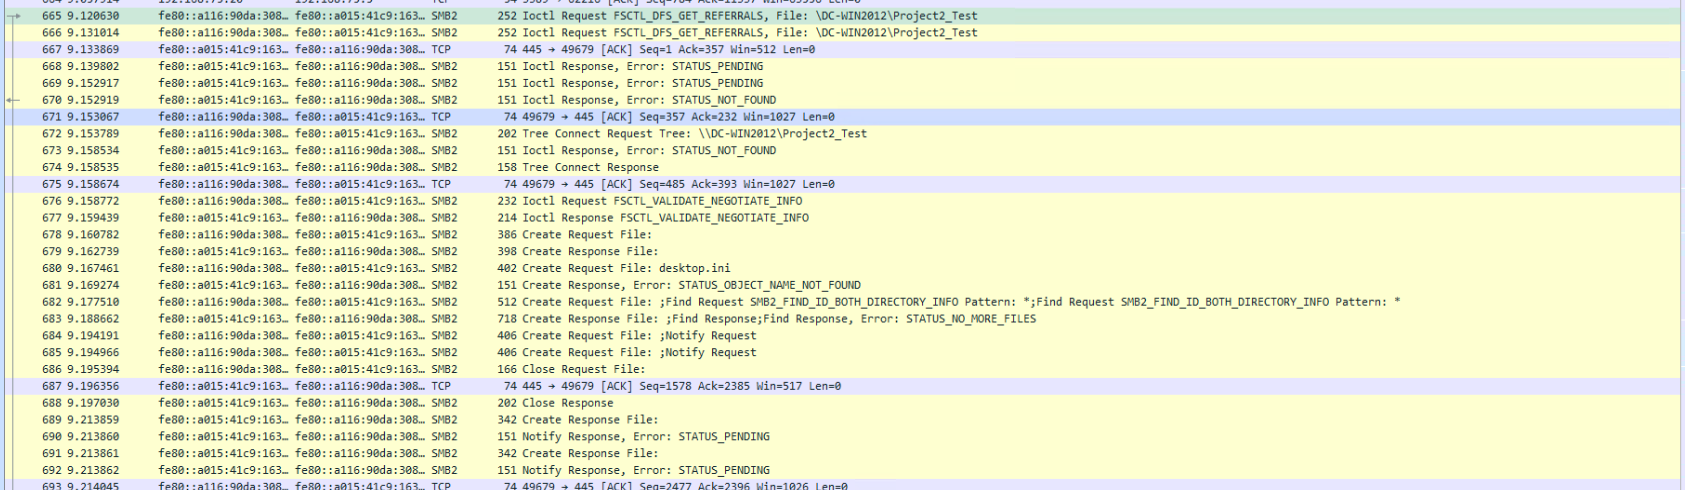 665 9.120630 fe80::a116:90da:308… fe80::a015:41c9:163… SMB2 252 Ioctl Request FSCTL_DFS_GET_REFERRALS, File: \DC-WIN2012\Project2_Test
666 9.131014 fe80::a116:90da:308… fe80::a015:41c9:163… SMB2 252 Ioctl Request FSCTL_DFS_GET_REFERRALS, File: \DC-WIN2012\Project2_Test
667 9.133869 fe80::a015:41c9:163… fe80::a116:90da:308… TCP 74 445 → 49679 [ACK] Seq=1 Ack=357 Win=512 Len=0
668 9.139802 fe80::a015:41c9:163… fe80::a116:90da:308… SMB2 151 Ioctl Response, Error: STATUS_PENDING
669 9.152917 fe80::a015:41c9:163… fe80::a116:90da:308… SMB2 151 Ioctl Response, Error: STATUS_PENDING
670 9.152919 fe80::a015:41c9:163… fe80::a116:90da:308… SMB2 151 Ioctl Response, Error: STATUS_NOT_FOUND
671 9.153067 fe80::a116:90da:308… fe80::a015:41c9:163… TCP 74 49679 → 445 [ACK] Seq=357 Ack=232 Win=1027 Len=0
672 9.153789 fe80::a116:90da:308… fe80::a015:41c9:163… SMB2 202 Tree Connect Request Tree: \\DC-WIN2012\Project2_Test
673 9.158534 fe80::a015:41c9:163… fe80::a116:90da:308… SMB2 151 Ioctl Response, Error: STATUS_NOT_FOUND
674 9.158535 fe80::a015:41c9:163… fe80::a116:90da:308… SMB2 158 Tree Connect Response
675 9.158674 fe80::a116:90da:308… fe80::a015:41c9:163… TCP 74 49679 → 445 [ACK] Seq=485 Ack=393 Win=1027 Len=0
676 9.158772 fe80::a116:90da:308… fe80::a015:41c9:163… SMB2 232 Ioctl Request FSCTL_VALIDATE_NEGOTIATE_INFO
677 9.159439 fe80::a015:41c9:163… fe80::a116:90da:308… SMB2 214 Ioctl Response FSCTL_VALIDATE_NEGOTIATE_INFO
678 9.160782 fe80::a116:90da:308… fe80::a015:41c9:163… SMB2 386 Create Request File:
679 9.162739 fe80::a015:41c9:163… fe80::a116:90da:308… SMB2 398 Create Response File:
680 9.167461 fe80::a116:90da:308… fe80::a015:41c9:163… SMB2 402 Create Request File: desktop.ini
681 9.169274 fe80::a015:41c9:163… fe80::a116:90da:308… SMB2 151 Create Response, Error: STATUS_OBJECT_NAME_NOT_FOUND
682 9.177510 fe80::a116:90da:308… fe80::a015:41c9:163… SMB2 512 Create Request File: ;Find Request SMB2_FIND_ID_BOTH_DIRECTORY_INFO Pattern: *;Find Request SMB2_FIND_ID_BOTH_DIRECTORY_INFO Pattern: *
683 9.188662 fe80::a015:41c9:163… fe80::a116:90da:308… SMB2 718 Create Response File: ;Find Response;Find Response, Error: STATUS_NO_MORE_FILES
684 9.194191 fe80::a116:90da:308… fe80::a015:41c9:163… SMB2 406 Create Request File: ;Notify Request
685 9.194966 fe80::a116:90da:308… fe80::a015:41c9:163… SMB2 406 Create Request File: ;Notify Request
686 9.195394 fe80::a116:90da:308… fe80::a015:41c9:163… SMB2 166 Close Request File:
687 9.196356 fe80::a015:41c9:163… fe80::a116:90da:308… TCP 74 445 → 49679 [ACK] Seq=1578 Ack=2385 Win=517 Len=0
688 9.197030 fe80::a015:41c9:163… fe80::a116:90da:308… SMB2 202 Close Response
689 9.213859 fe80::a015:41c9:163… fe80::a116:90da:308… SMB2 342 Create Response File:
690 9.213860 fe80::a015:41c9:163… fe80::a116:90da:308… SMB2 151 Notify Response, Error: STATUS_PENDING
691 9.213861 fe80::a015:41c9:163… fe80::a116:90da:308… SMB2 342 Create Response File:
692 9.213862 fe80::a015:41c9:163… fe80::a116:90da:308… SMB2 151 Notify Response, Error: STATUS_PENDING
693 9.214045 fe80::a116:90da:308… fe80::a015:41c9:163… TCP 74 49679 → 445 [ACK] Seq=2477 Ack=2396 Win=1026 Len=0